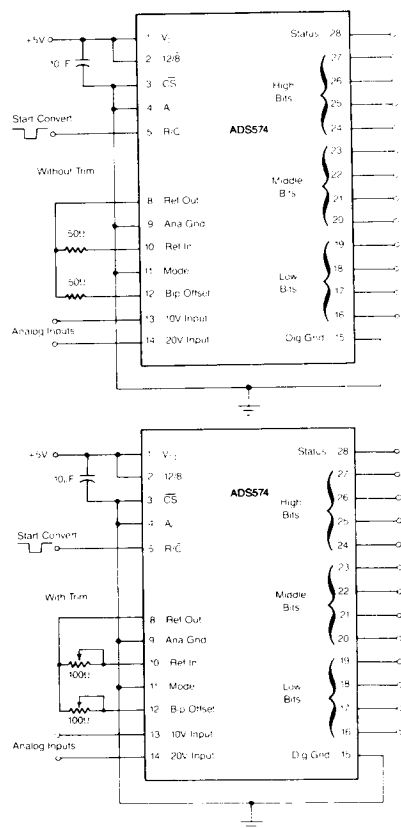 +5V
10μF
Start Convert
Without Trim
50Ω
50Ω
Analog Inputs
1
2 12/8
3 CS
4 A
5 R/C
ADS574
8 Ref Out
9 Ana Gnd
10 Ref In
11 Mode
12 Bip Offset
13 10V Input
14 20V Input
Status 28
27
High 26
Bits 25
24
23
Middle 22
Bits 21
20
19
Low 18
Bits 17
16
Dig Gnd 15
+5V
10μF
Start Convert
With Trim
100Ω
100Ω
Analog Inputs
1
2 12/8
3 CS
4 A
5 R/C
ADS574
8 Ref Out
9 Ana Gnd
10 Ref In
11 Mode
12 Bip Offset
13 10V Input
14 20V Input
Status 28
27
High 26
Bits 25
24
23
Middle 22
Bits 21
20
19
Low 18
Bits 17
16
Dig Gnd 15